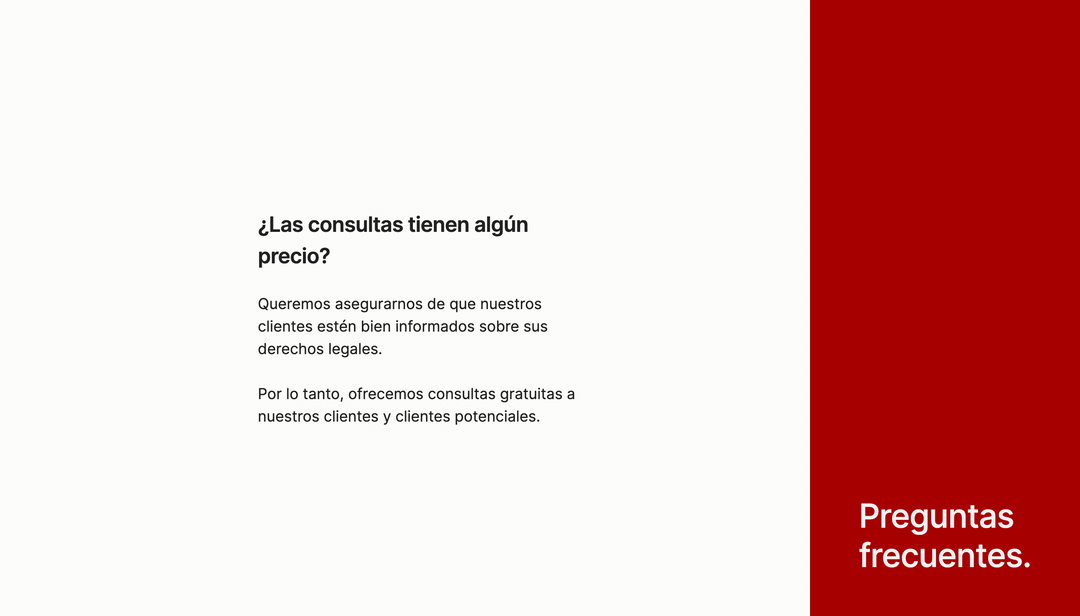 ¿Las consultas tienen algún
precio?
Queremos asegurarnos de que nuestros
clientes estén bien informados sobre sus
derechos legales.
Por lo tanto, ofrecemos consultas gratuitas a
nuestros clientes y clientes potenciales.
Preguntas
frecuentes.